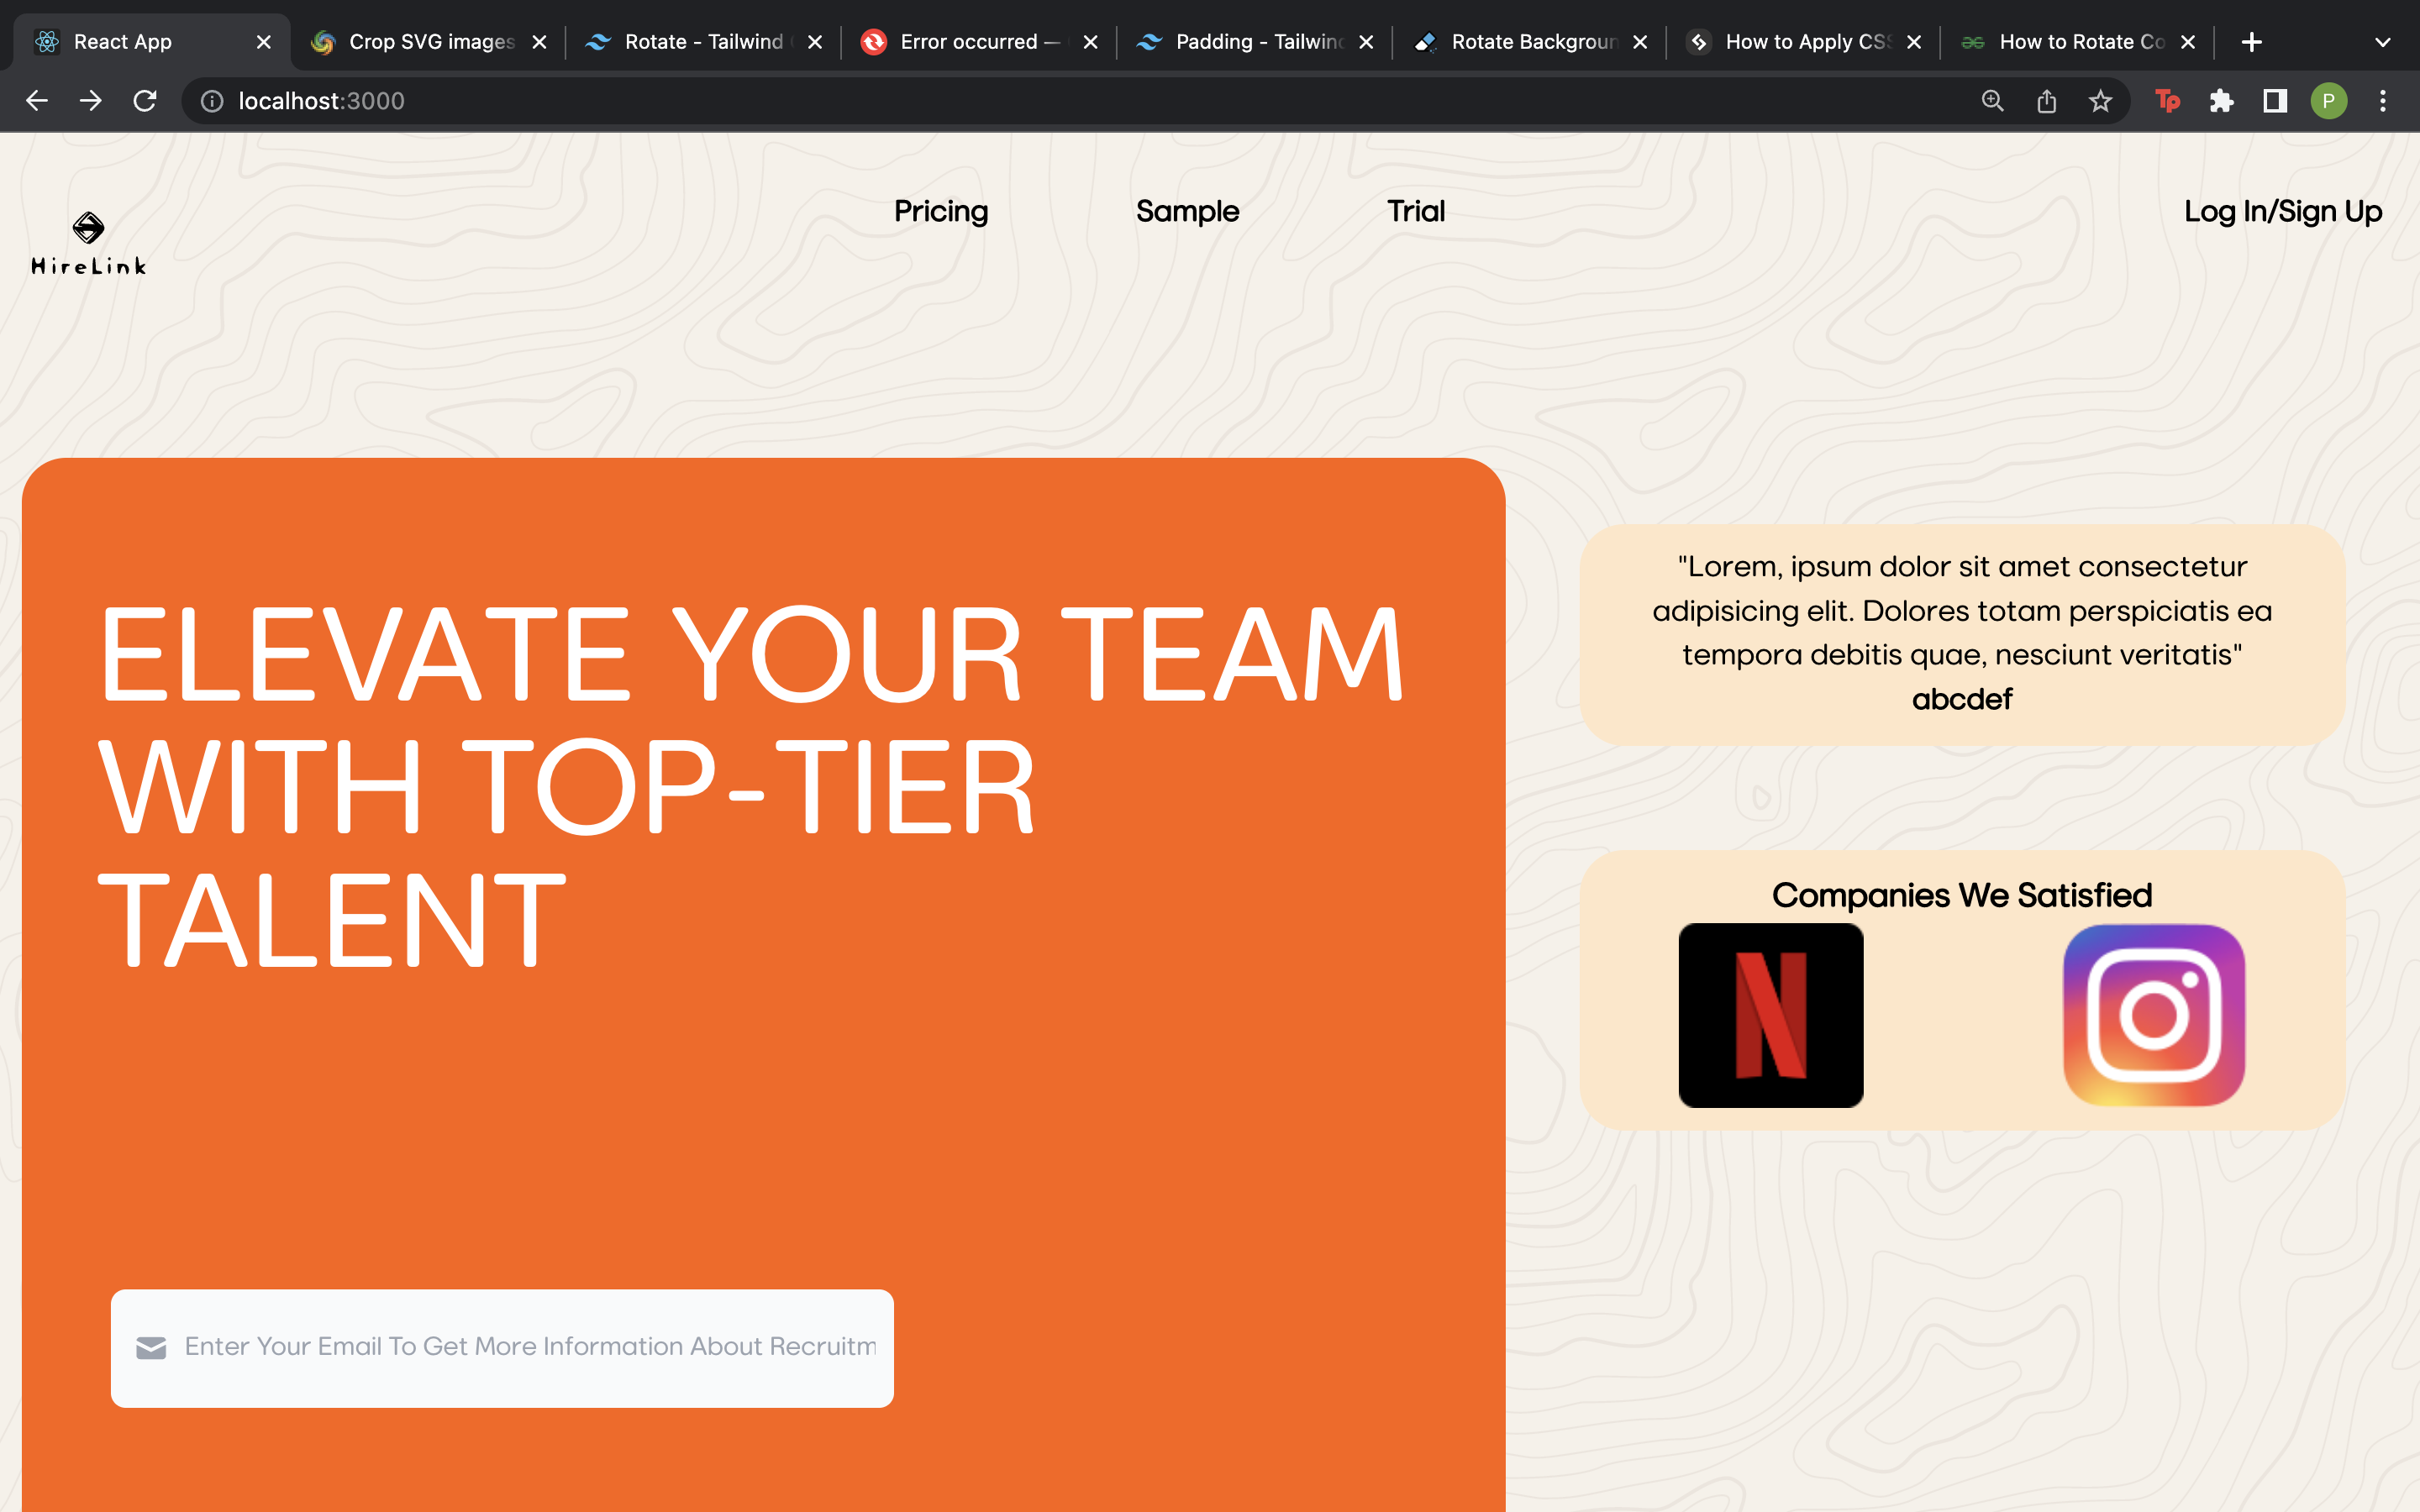 React App
Crop SVG images
Rotate - Tailwind
Error occurred —
Padding - Tailwind
Rotate Backgroun
How to Apply CSS
How to Rotate Co
localhost:3000
Tp
P
HireLink
Pricing
Sample
Trial
Log In/Sign Up
ELEVATE YOUR TEAM
WITH TOP-TIER
TALENT
Enter Your Email To Get More Information About Recruitm
"Lorem, ipsum dolor sit amet consectetur
adipisicing elit. Dolores totam perspiciatis ea
tempora debitis quae, nesciunt veritatis"
abcdef
Companies We Satisfied
N